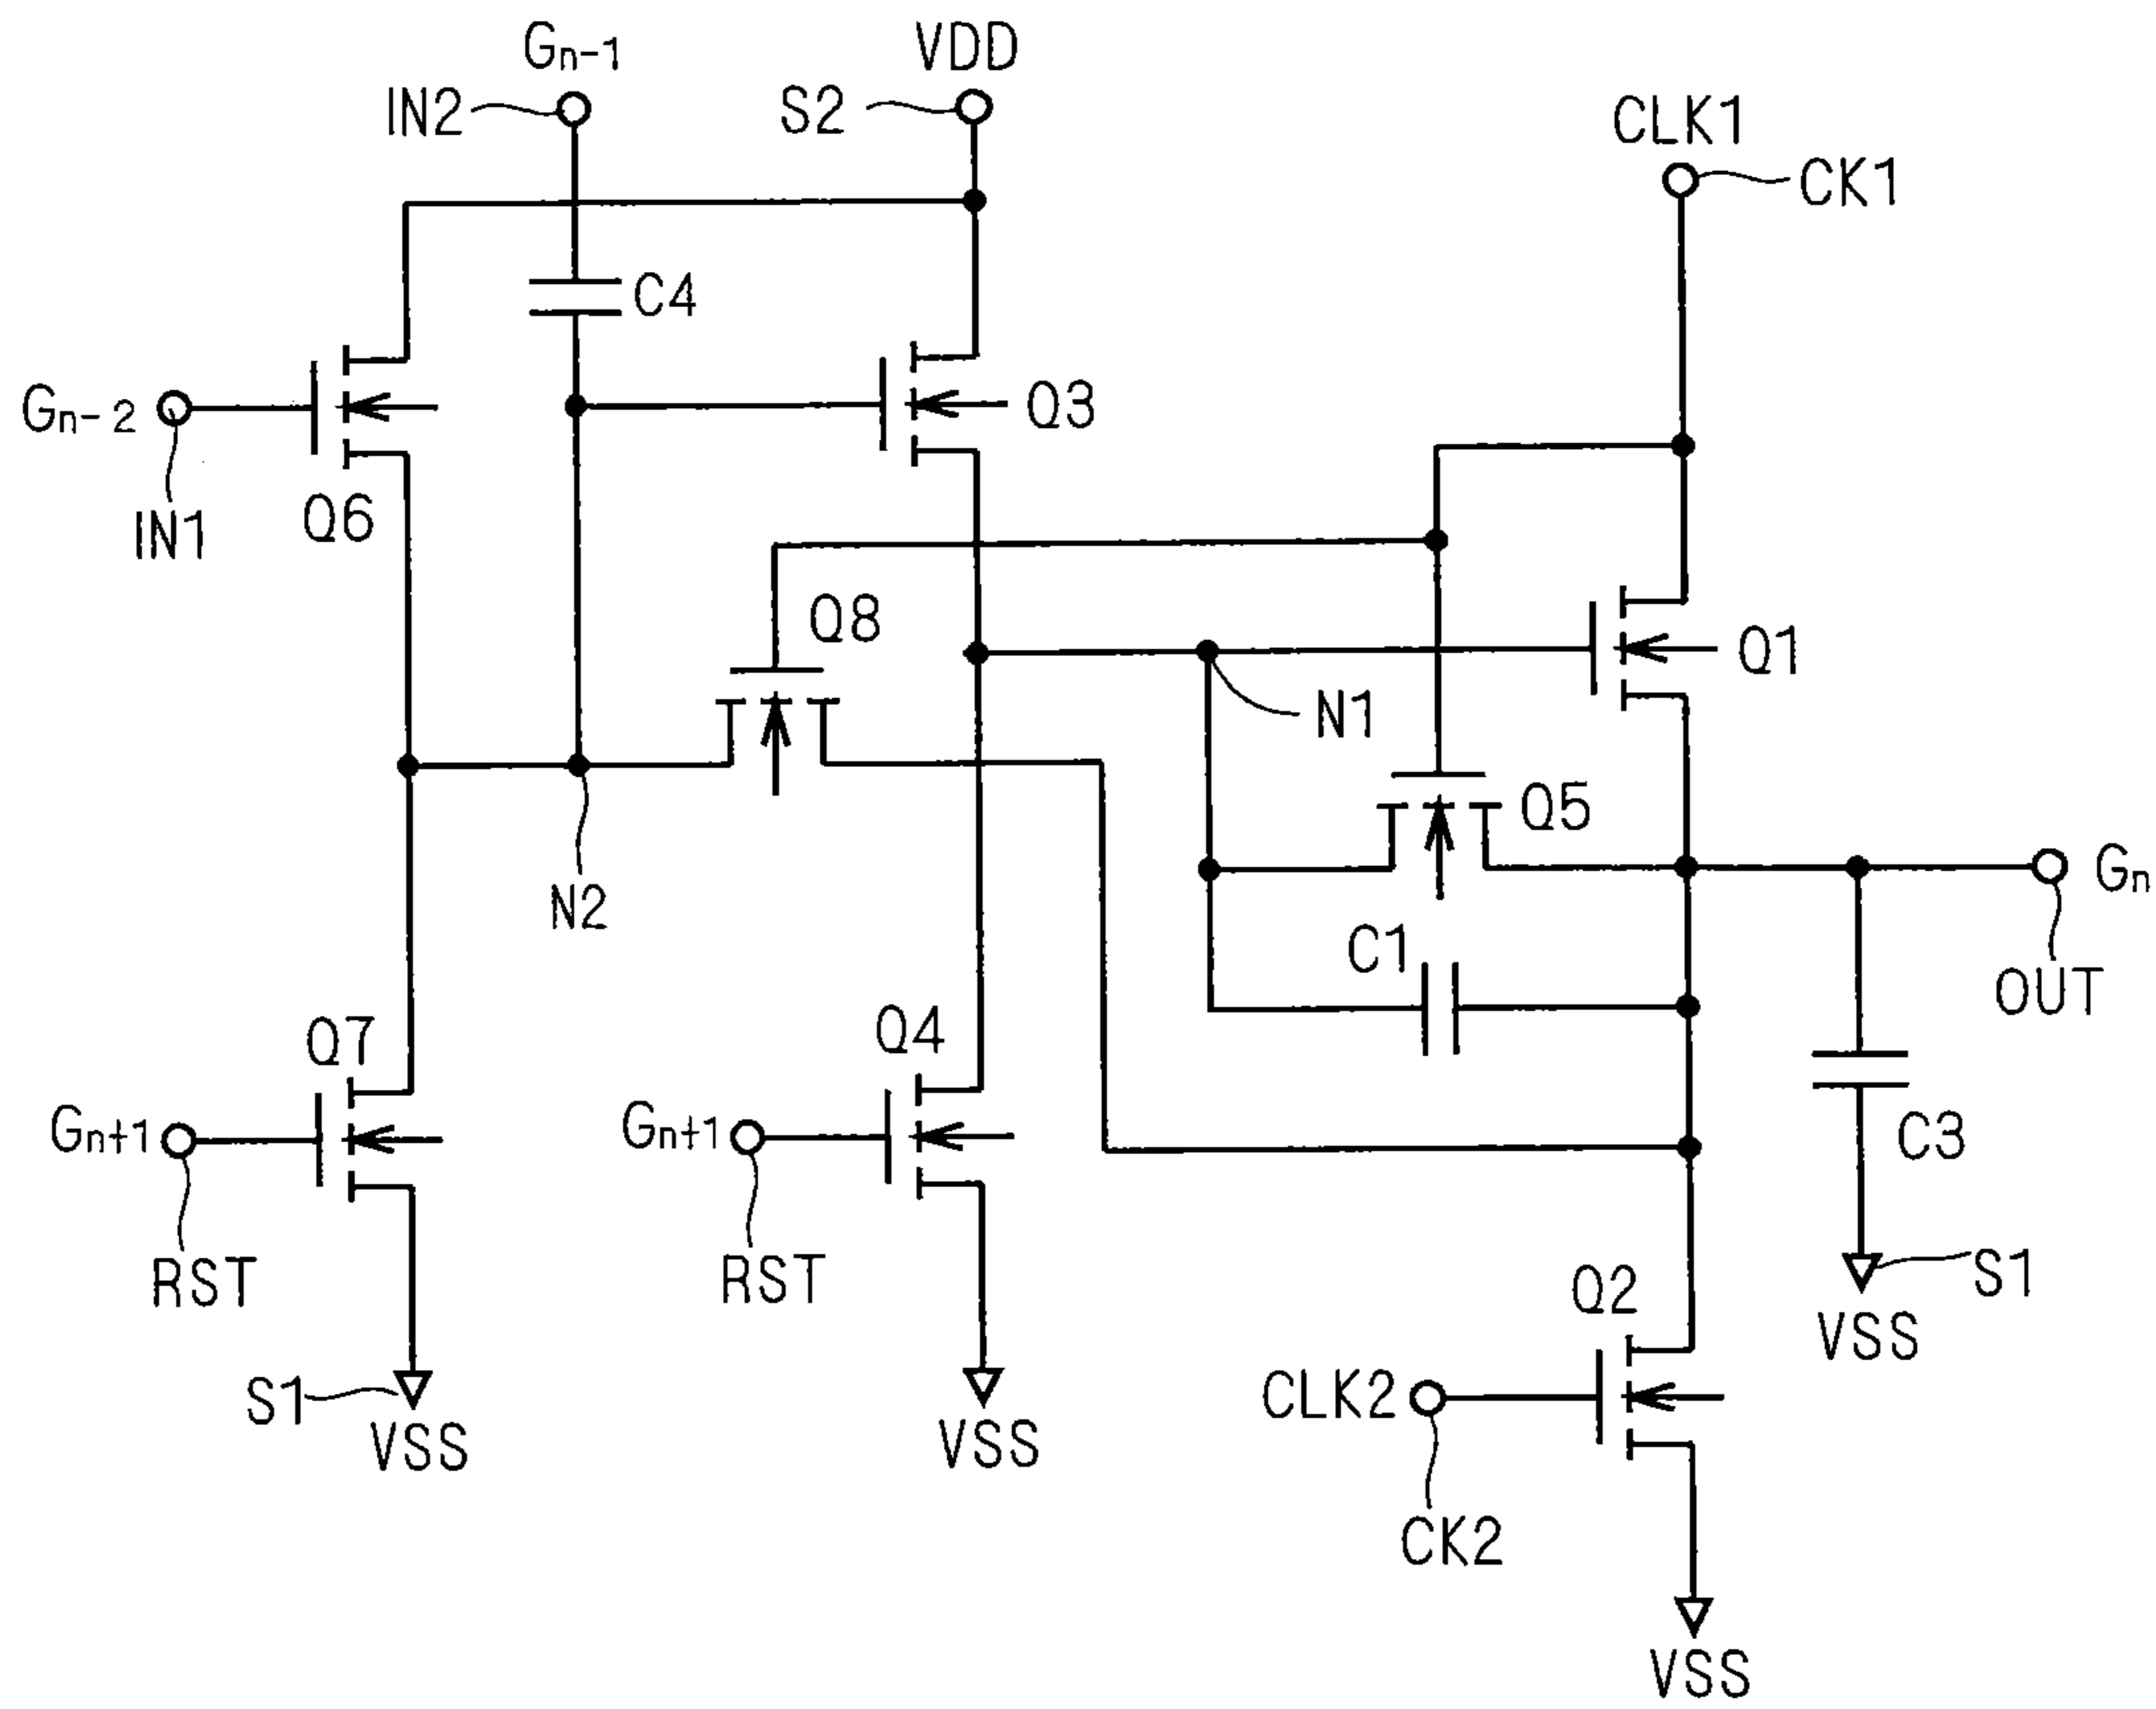 Gn-1
VDD
IN2
S2
CLK1
CK1
C4
Gn-2
Q3
Q6
IN1
Q8
Q1
N1
Q5
Gn
N2
C1
OUT
Q7
Q4
Gn+1
Gn+1
C3
RST
RST
Q2
S1
VSS
S1
CLK2
VSS
VSS
CK2
VSS